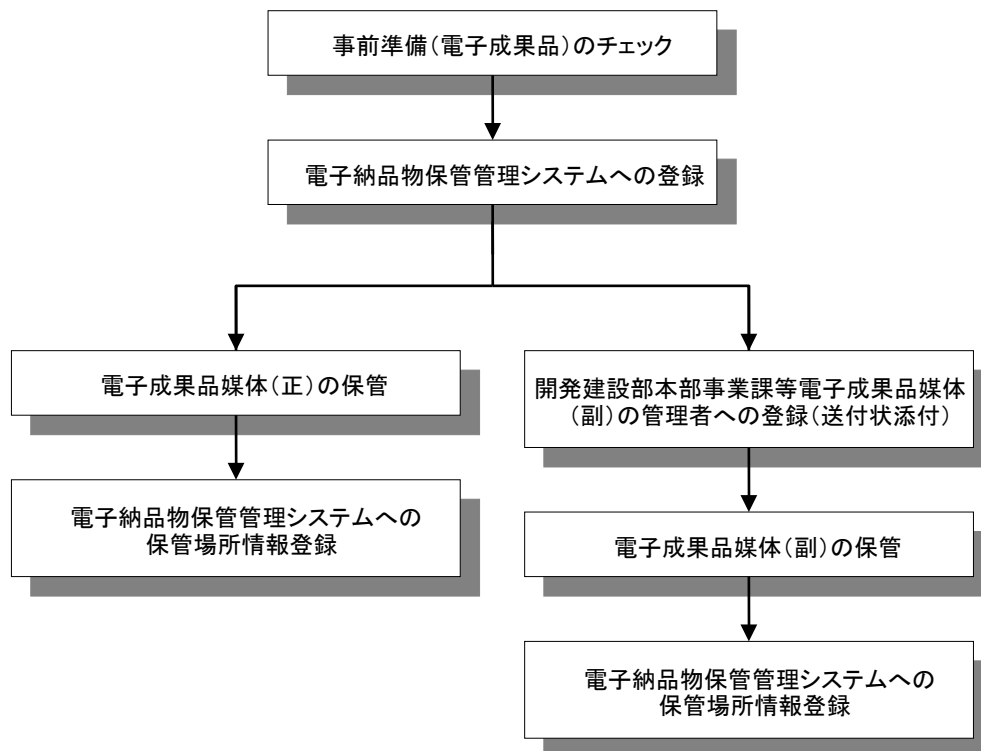 事前準備（電子成果品）のチェック
電子納品物保管管理システムへの登録
電子成果品媒体（正）の保管
電子納品物保管管理システムへの
保管場所情報登録
開発建設部本部事業課等電子成果品媒体
（副）の管理者への登録（送付状添付）
電子成果品媒体（副）の保管
電子納品物保管管理システムへの
保管場所情報登録